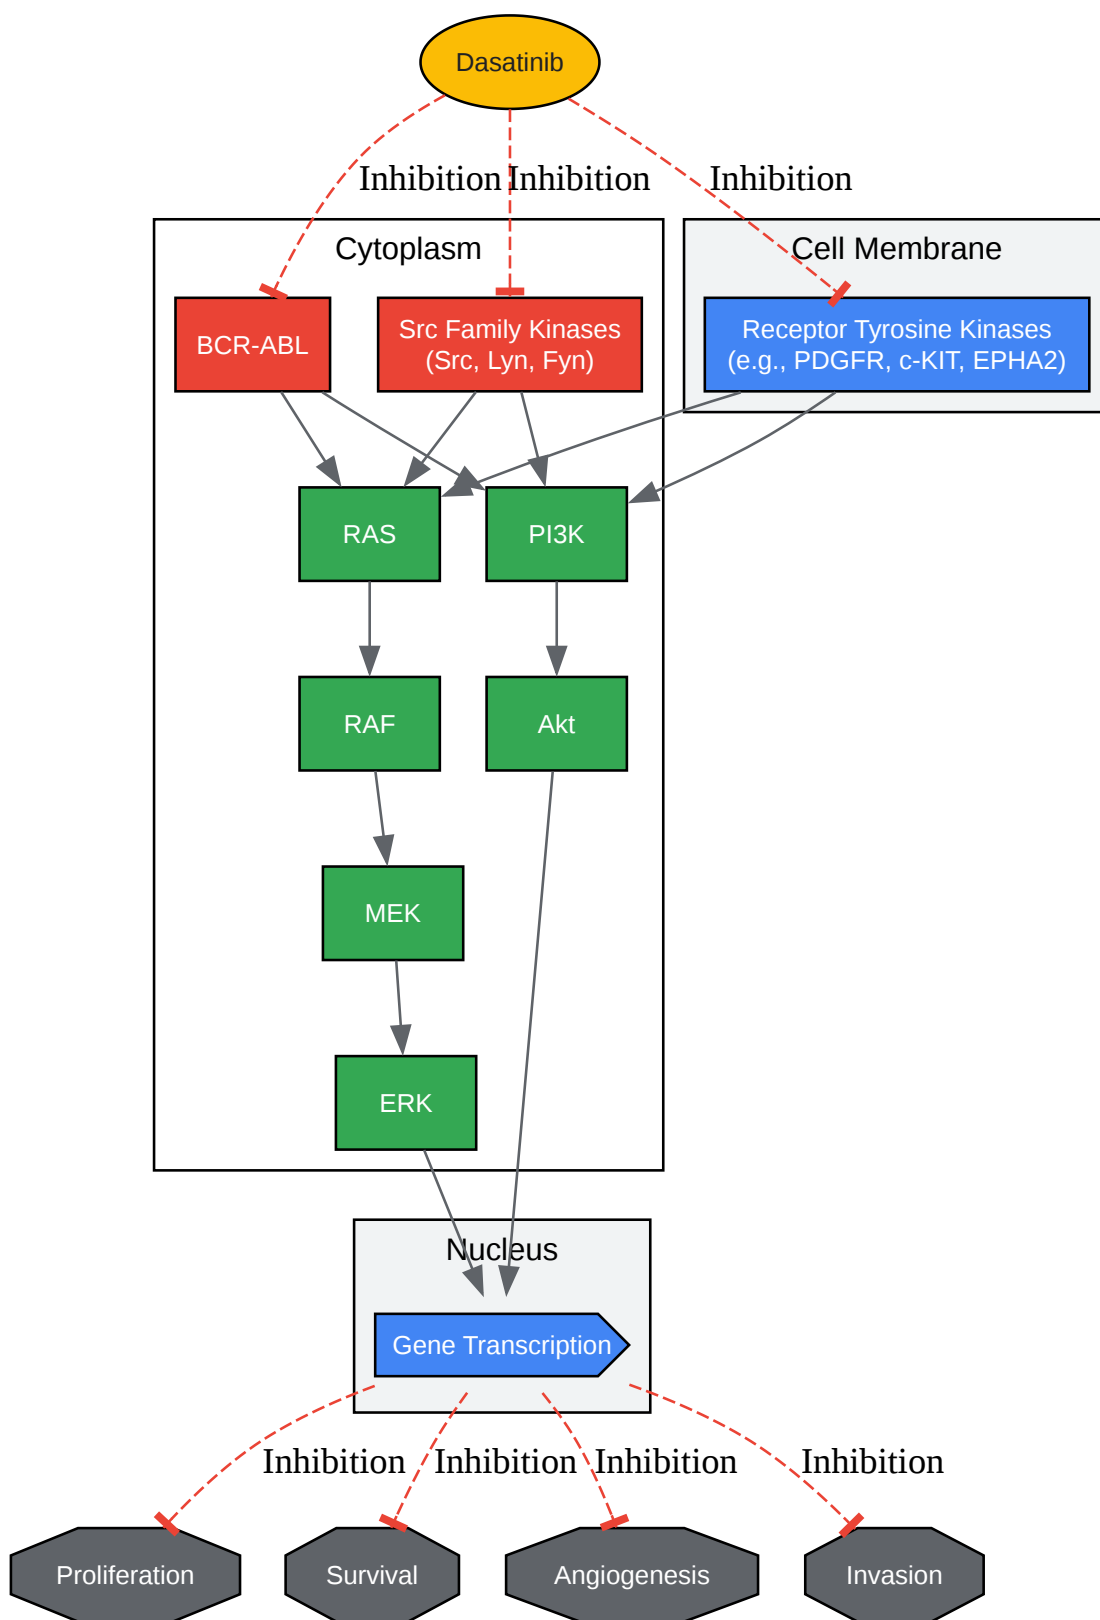 Dasatinib
Inhibition
Inhibition
Inhibition
Cytoplasm
Cell Membrane
BCR-ABL
Src Family Kinases
(Src, Lyn, Fyn)
Receptor Tyrosine Kinases
(e.g., PDGFR, c-KIT, EPHA2)
RAS
PI3K
RAF
Akt
MEK
ERK
Nucleus
Gene Transcription
Inhibition
Inhibition
Inhibition
Inhibition
Proliferation
Survival
Angiogenesis
Invasion